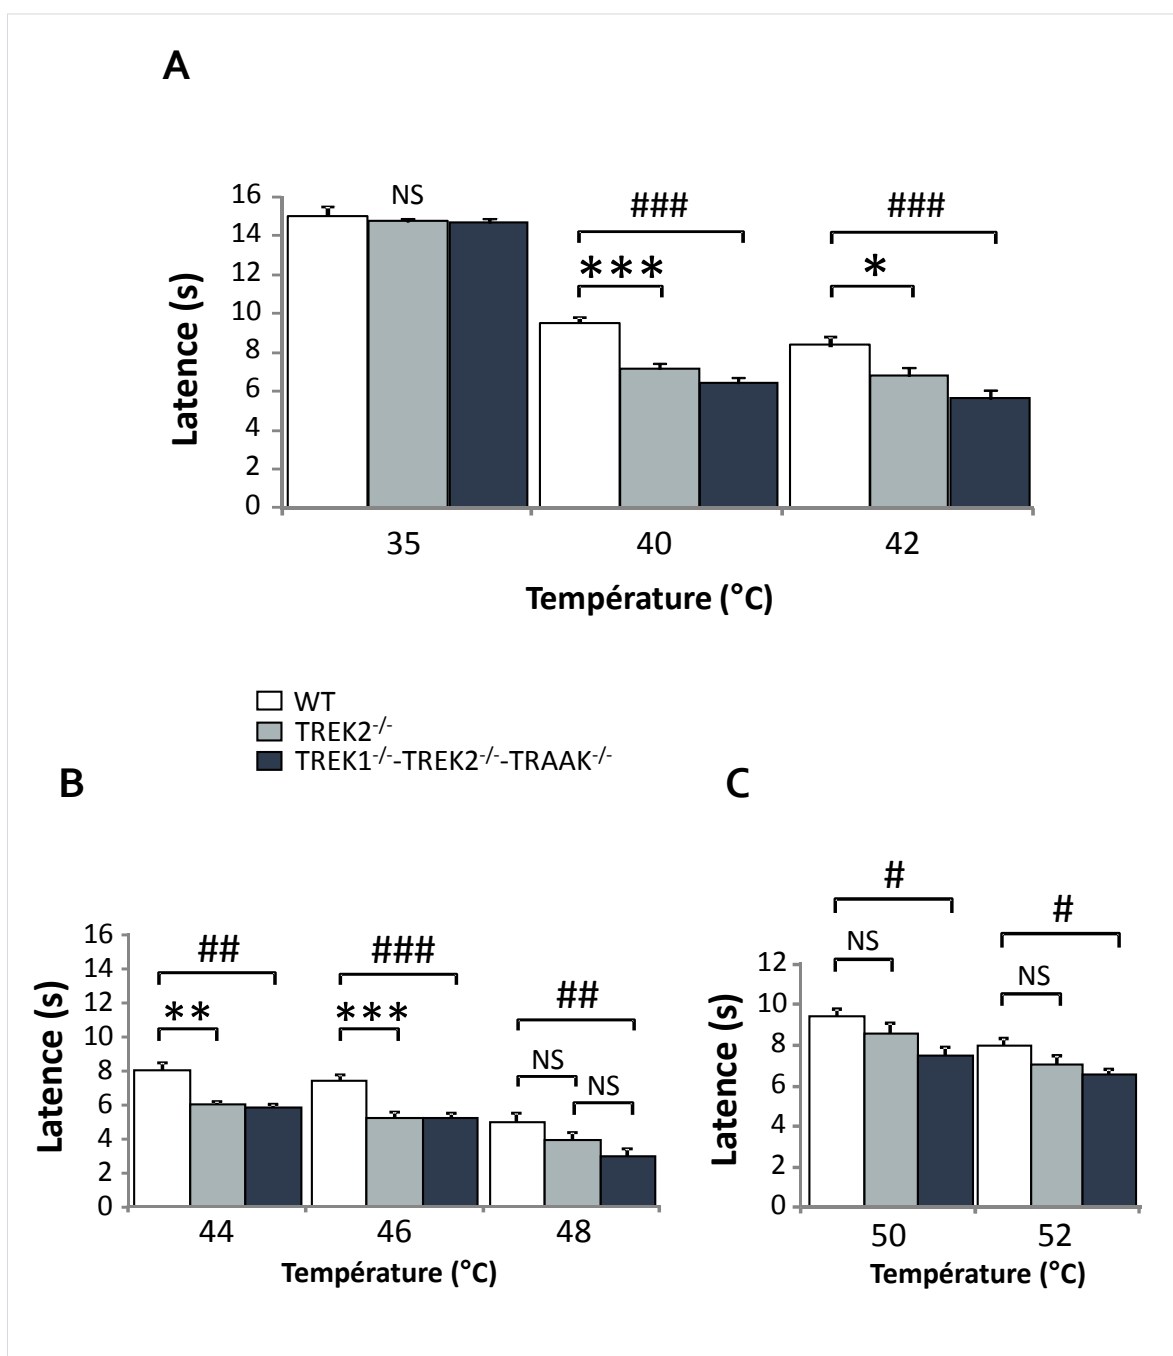 A
16
14
12
10
8
6
4
2
0
Latence (s)
NS
###
***
###
*
35 40 42
Température (°C)
WT
TREK2-/-
TREK1-/--TREK2-/--TRAAK-/-
B
16
14
12
10
8
6
4
2
0
Latence (s)
##
**
###
***
##
NS
NS
44 46 48
Température (°C)
C
12
10
8
6
4
2
0
Latence (s)
#
NS
#
NS
50 52
Température (°C)